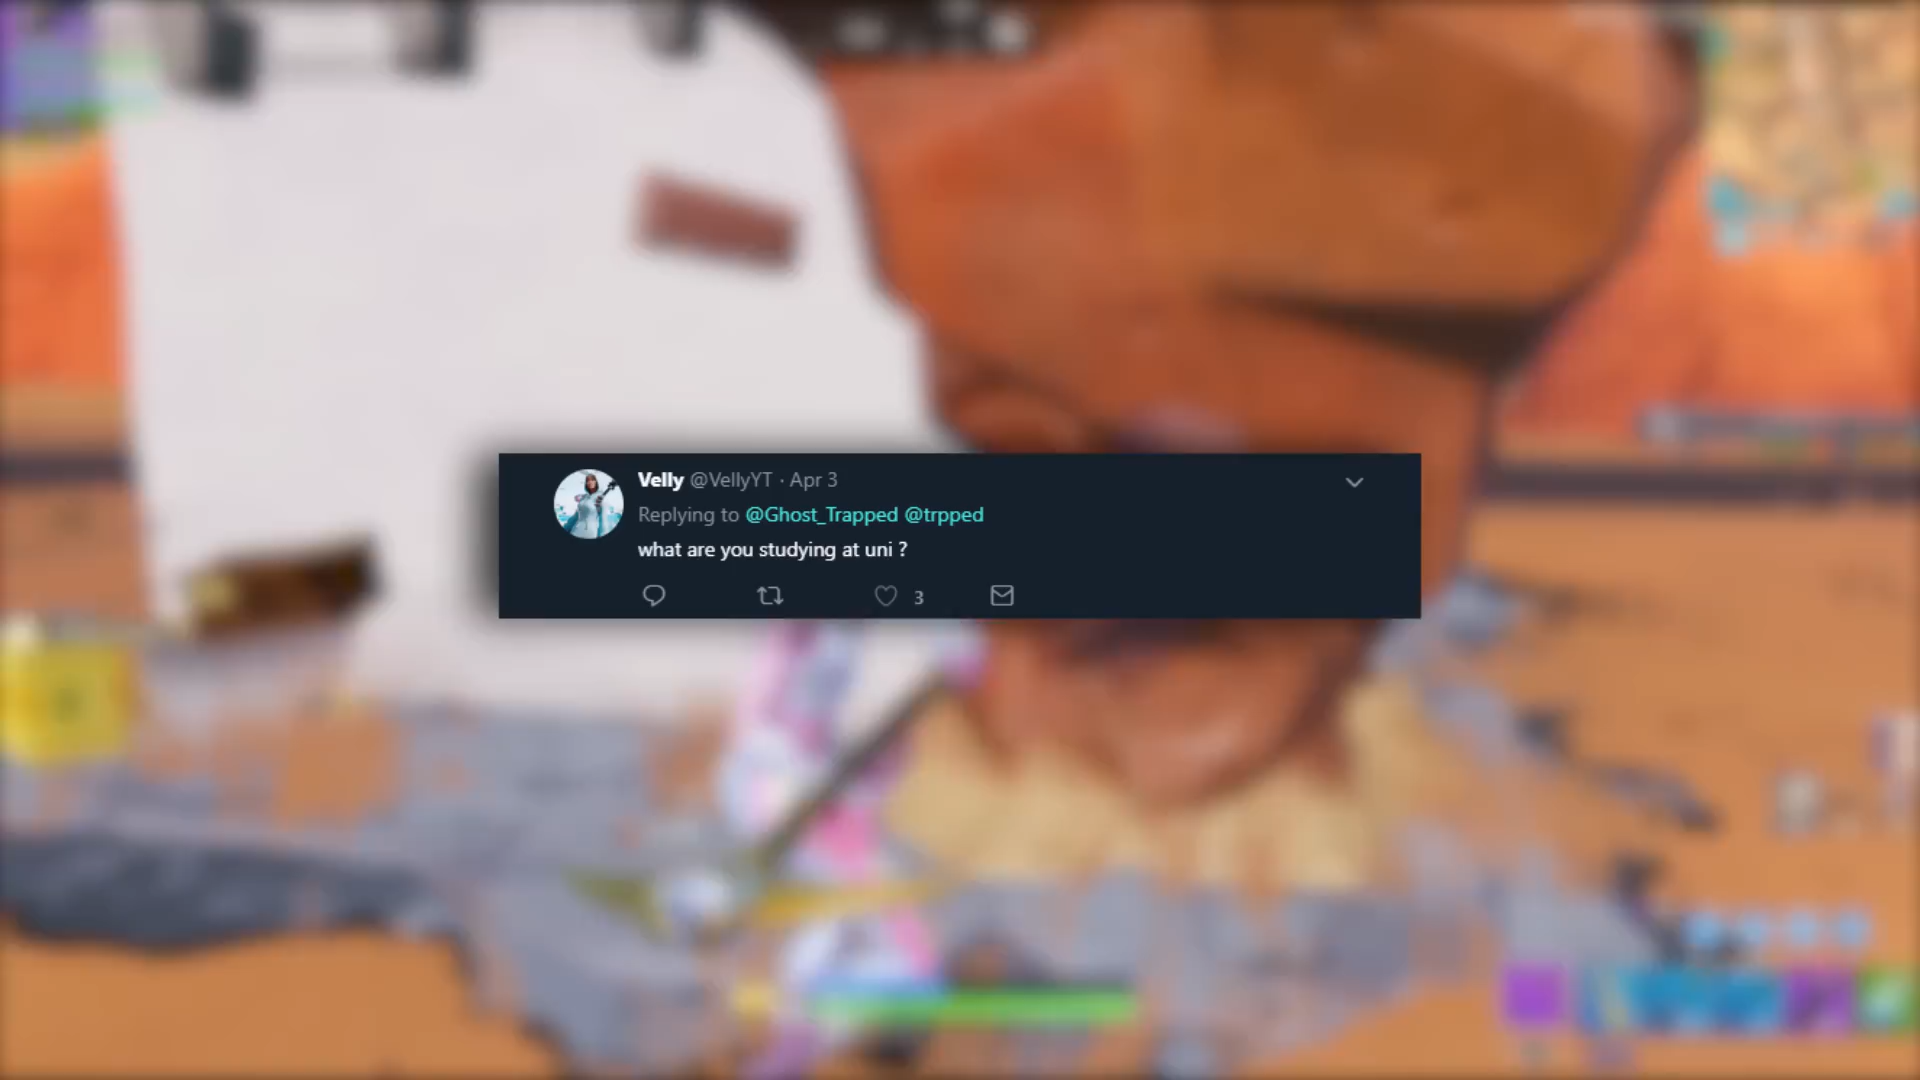 Velly @VellyYT · Apr 3
Replying to @Ghost_Trapped @trpped
what are you studying at uni ?
3